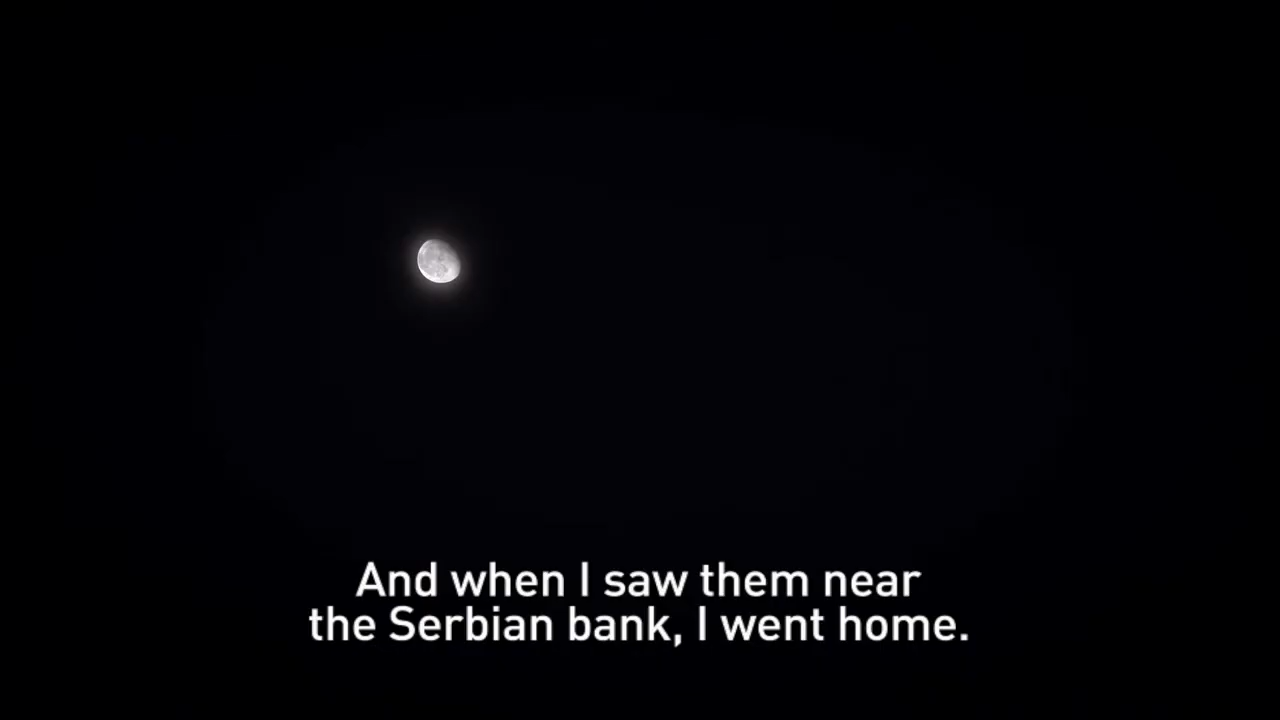 And when I saw them near
the Serbian bank, I went home.